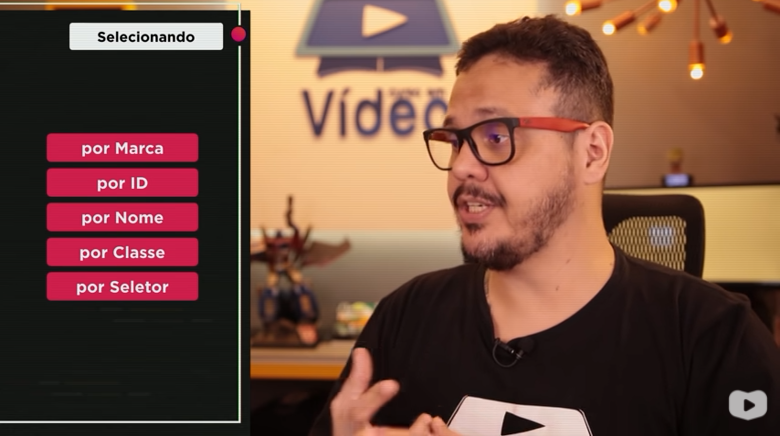 Selecionando
por Marca
por ID
por Nome
por Classe
por Seletor
Vídeo